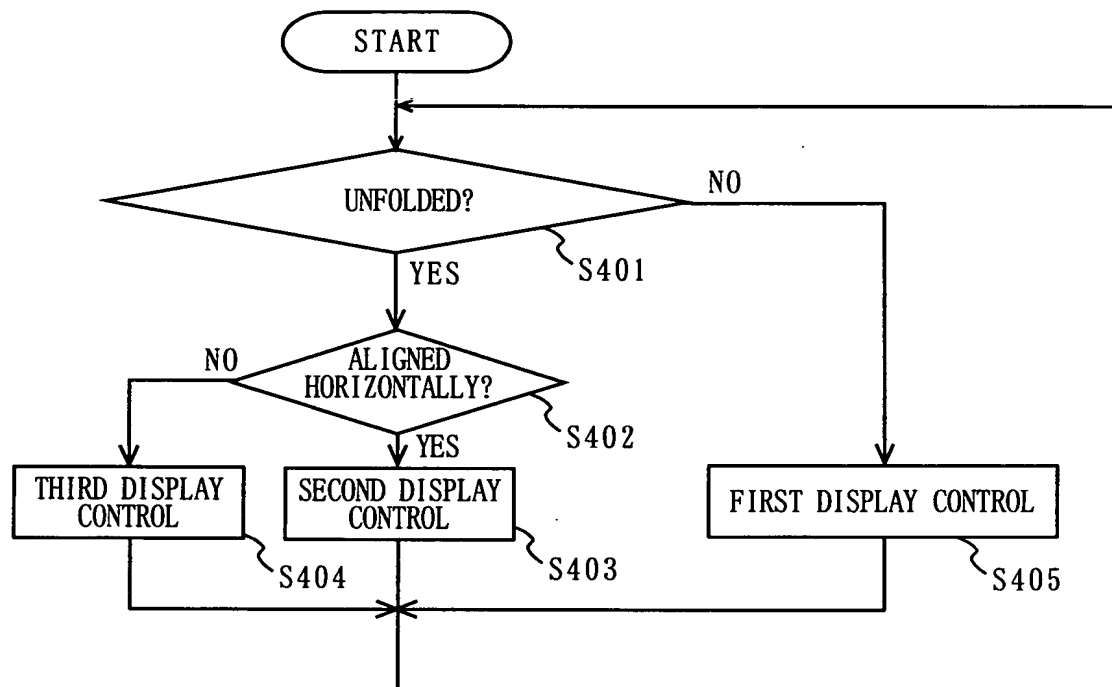 START
UNFOLDED?
NO
S401
YES
NO
ALIGNED
HORIZONTALLY?
S402
YES
THIRD DISPLAY
CONTROL
SECOND DISPLAY
CONTROL
FIRST DISPLAY CONTROL
S404
S403
S405